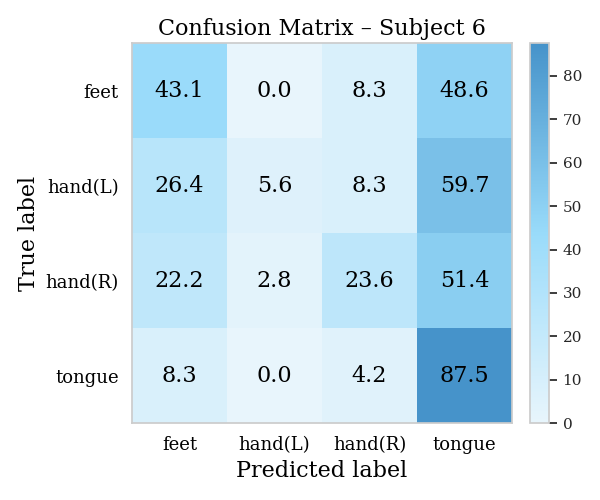 Confusion Matrix – Subject 6
True label
feet 43.1 0.0 8.3 48.6
hand(L) 26.4 5.6 8.3 59.7
hand(R) 22.2 2.8 23.6 51.4
tongue 8.3 0.0 4.2 87.5
feet hand(L) hand(R) tongue
Predicted label
80
70
60
50
40
30
20
10
0